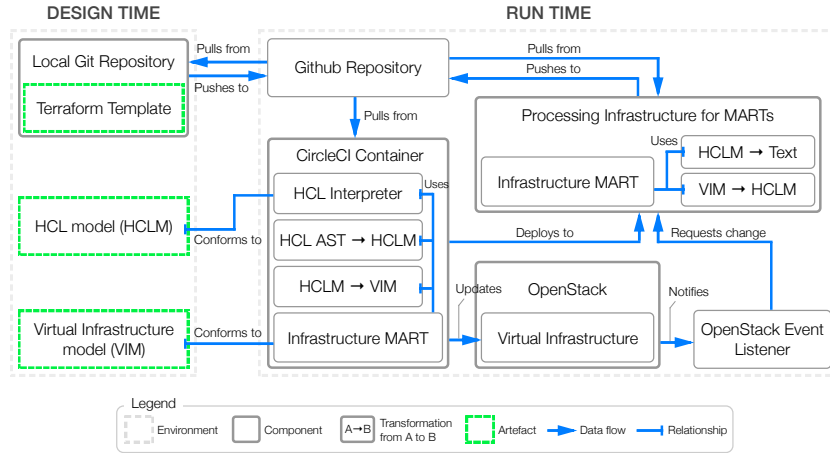 DESIGN TIME
RUN TIME
Local Git Repository
Terraform Template
Pulls from
Pushes to
Github Repository
Pulls from
Pushes to
Pulls from
Processing Infrastructure for MARTs
Uses
HCLM → Text
Infrastructure MART
VIM → HCLM
CircleCI Container
Uses
HCL Interpreter
HCL AST → HCLM
HCLM → VIM
Infrastructure MART
HCL model (HCLM)
Conforms to
Deploys to
Requests change
Virtual Infrastructure
model (VIM)
Conforms to
Updates
OpenStack
Virtual Infrastructure
Notifies
OpenStack Event
Listener
Legend
Environment
Component
A→B
Transformation
from A to B
Artefact
Data flow
Relationship